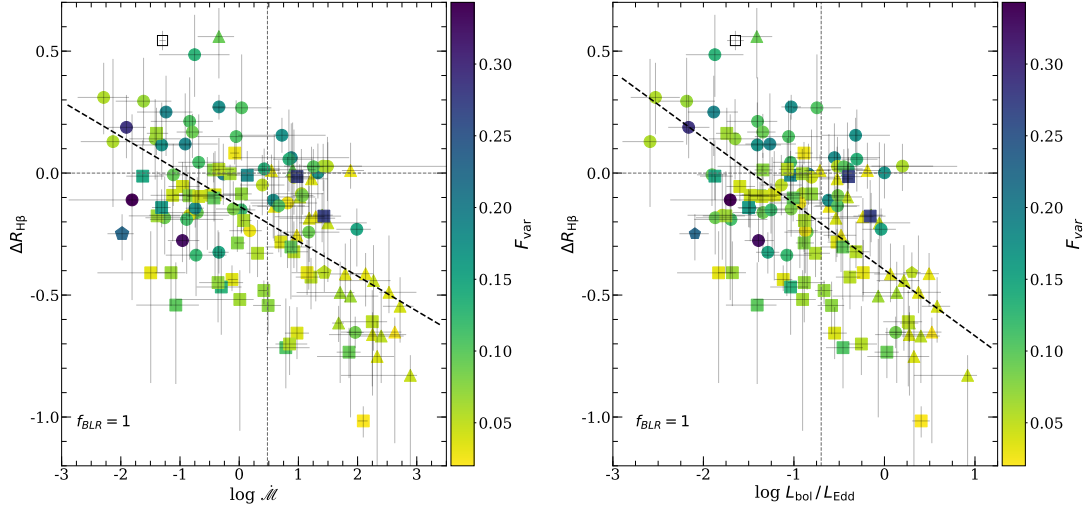 0.5
0.0
-0.5
-1.0
ΔR_Hβ
f_BLR = 1
-3 -2 -1 0 1 2 3
log ℳ̇
0.30
0.25
0.20
0.15
0.10
0.05
F_var
0.5
0.0
-0.5
-1.0
ΔR_Hβ
f_BLR = 1
-3 -2 -1 0 1
log L_bol / L_Edd
0.30
0.25
0.20
0.15
0.10
0.05
F_var